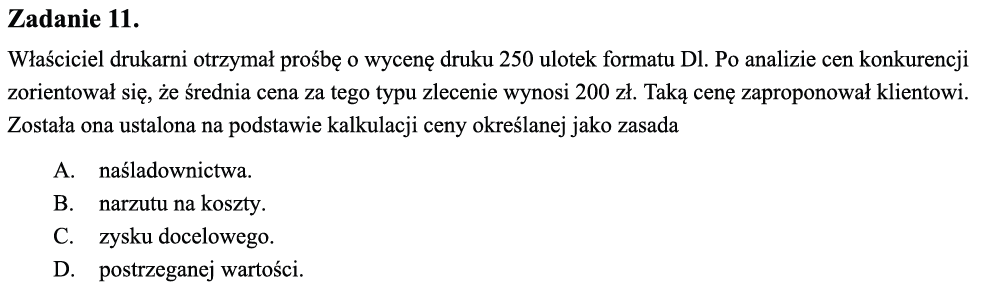 Zadanie 11.
Właściciel drukarni otrzymał prośbę o wycenę druku 250 ulotek formatu Dl. Po analizie cen konkurencji
zorientował się, że średnia cena za tego typu zlecenie wynosi 200 zł. Taką cenę zaproponował klientowi.
Została ona ustalona na podstawie kalkulacji ceny określanej jako zasada
A. naśladownictwa.
B. narzutu na koszty.
C. zysku docelowego.
D. postrzeganej wartości.